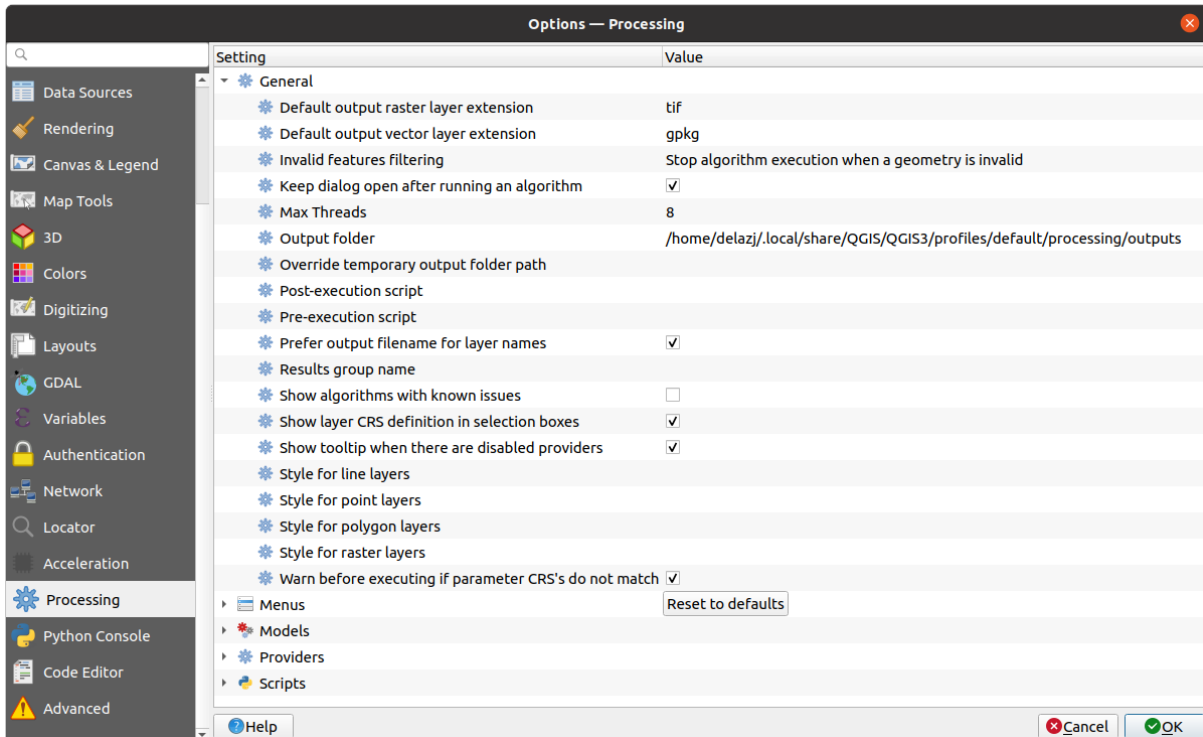 Options — Processing
Setting Value
Data Sources
Rendering
Canvas & Legend
Map Tools
3D
Colors
Digitizing
Layouts
GDAL
Variables
Authentication
Network
Locator
Acceleration
Processing
Python Console
Code Editor
Advanced
General
Default output raster layer extension tif
Default output vector layer extension gpkg
Invalid features filtering Stop algorithm execution when a geometry is invalid
Keep dialog open after running an algorithm
Max Threads 8
Output folder /home/delazj/.local/share/QGIS/QGIS3/profiles/default/processing/outputs
Override temporary output folder path
Post-execution script
Pre-execution script
Prefer output filename for layer names
Results group name
Show algorithms with known issues
Show layer CRS definition in selection boxes
Show tooltip when there are disabled providers
Style for line layers
Style for point layers
Style for polygon layers
Style for raster layers
Warn before executing if parameter CRS's do not match
Menus Reset to defaults
Models
Providers
Scripts
Help Cancel OK